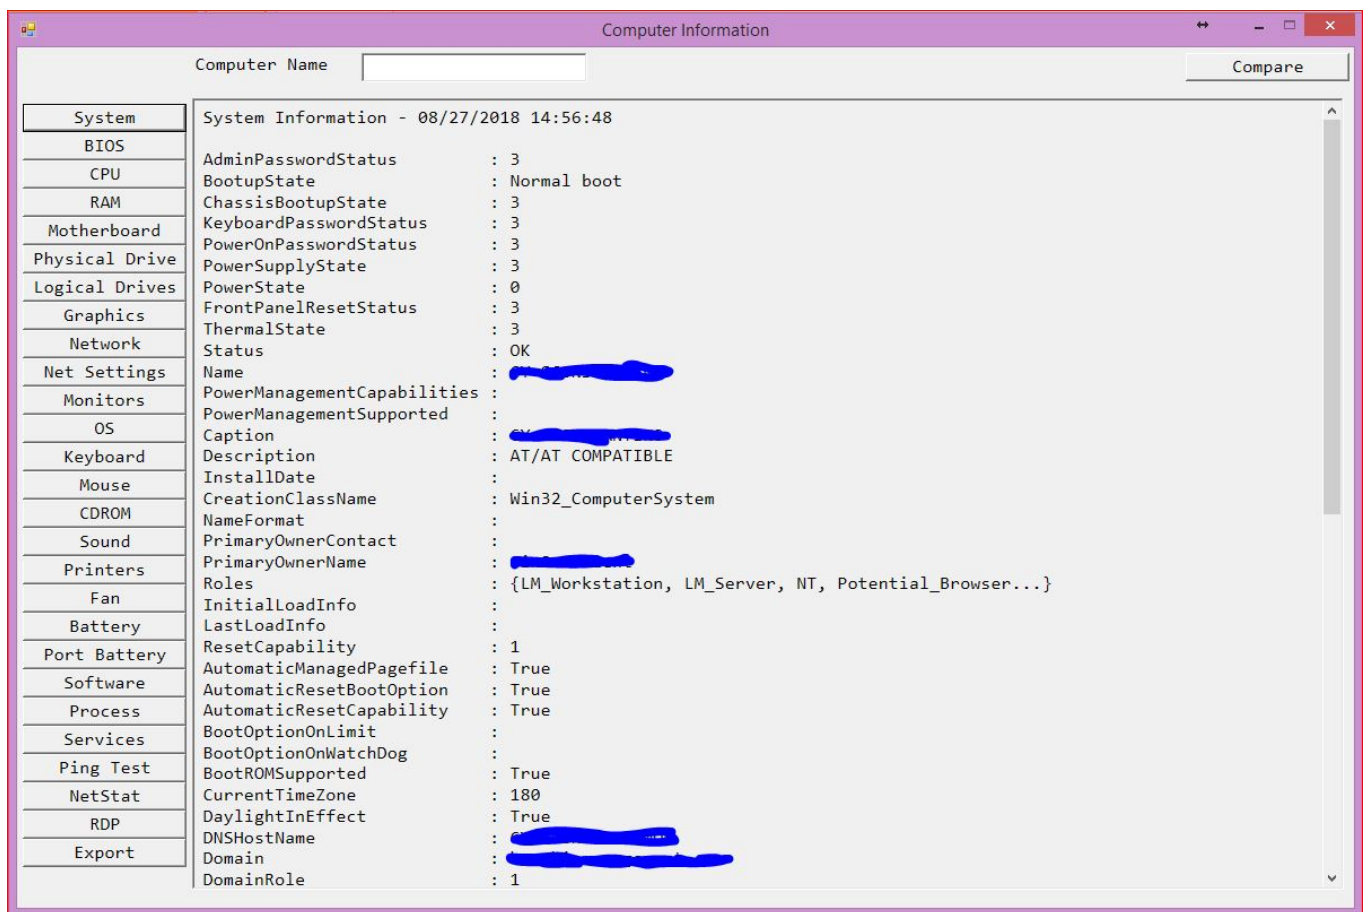 Computer Information
Computer Name
Compare
System
BIOS
CPU
RAM
Motherboard
Physical Drive
Logical Drives
Graphics
Network
Net Settings
Monitors
OS
Keyboard
Mouse
CDROM
Sound
Printers
Fan
Battery
Port Battery
Software
Process
Services
Ping Test
NetStat
RDP
Export
System Information - 08/27/2018 14:56:48
AdminPasswordStatus : 3
BootupState : Normal boot
ChassisBootupState : 3
KeyboardPasswordStatus : 3
PowerOnPasswordStatus : 3
PowerSupplyState : 3
PowerState : 0
FrontPanelResetStatus : 3
ThermalState : 3
Status : OK
Name :
PowerManagementCapabilities :
PowerManagementSupported :
Caption :
Description : AT/AT COMPATIBLE
InstallDate :
CreationClassName : Win32_ComputerSystem
NameFormat :
PrimaryOwnerContact :
PrimaryOwnerName :
Roles : {LM_Workstation, LM_Server, NT, Potential_Browser...}
InitialLoadInfo :
LastLoadInfo :
ResetCapability : 1
AutomaticManagedPagefile : True
AutomaticResetBootOption : True
AutomaticResetCapability : True
BootOptionOnLimit :
BootOptionOnWatchDog :
BootROMSupported : True
CurrentTimeZone : 180
DaylightInEffect : True
DNSHostName :
Domain :
DomainRole : 1